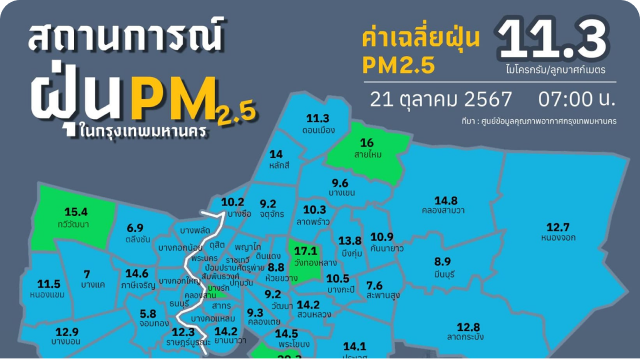 สถานการณ์
ฝุ่นPM2.5
ในกรุงเทพมหานคร
ค่าเฉลี่ยฝุ่น
PM2.5
11.3
ไมโครกรัม/ลูกบาศก์เมตร
21 ตุลาคม 2567 07:00 น.
ที่มา : ศูนย์ข้อมูลคุณภาพอากาศกรุงเทพมหานคร
11.3
ดอนเมือง
16
สายไหม
14
หลักสี่
9.6
บางเขน
14.8
คลองสามวา
12.7
หนองจอก
10.2
บางซื่อ
9.2
จตุจักร
10.3
ลาดพร้าว
15.4
ทวีวัฒนา
6.9
ตลิ่งชัน
บางพลัด
ดุสิต
พญาไท
ดินแดง
17.1
วังทองหลาง
13.8
บึงกุ่ม
10.9
คันนายาว
8.9
มีนบุรี
บางกอกน้อย
พระนคร
ราชเทวี
ป้อมปราบศัตรูพ่าย
สัมพันธวงศ์
ปทุมวัน
8.8
ห้วยขวาง
10.5
บางกะปิ
7.6
สะพานสูง
11.5
หนองแขม
7
บางแค
14.6
ภาษีเจริญ
บางกอกใหญ่
บางรัก
คลองสาน
ธนบุรี
สาทร
9.2
วัฒนา
14.2
สวนหลวง
5.8
จอมทอง
บางคอแหลม
9.3
คลองเตย
12.9
บางบอน
12.3
ราษฎร์บูรณะ
14.2
ยานนาวา
14.5
พระโขนง
14.1
ประเวศ
12.8
ลาดกระบัง